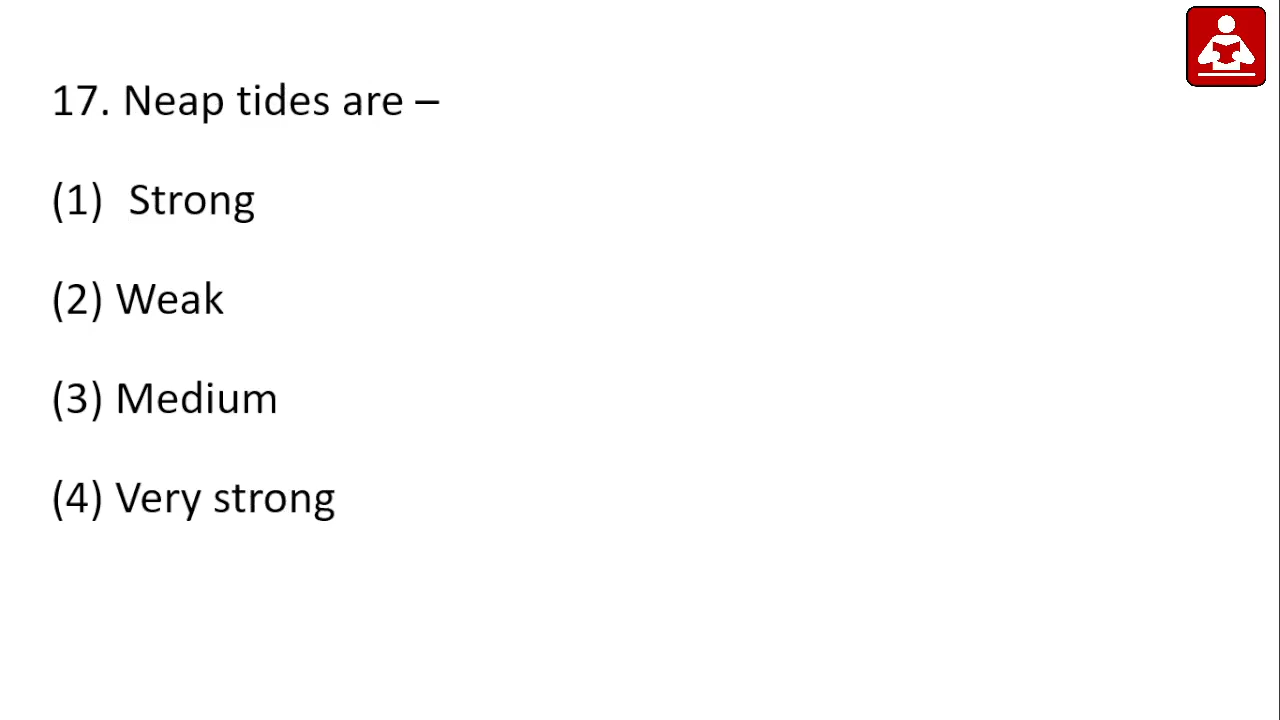 17. Neap tides are –
(1) Strong
(2) Weak
(3) Medium
(4) Very strong